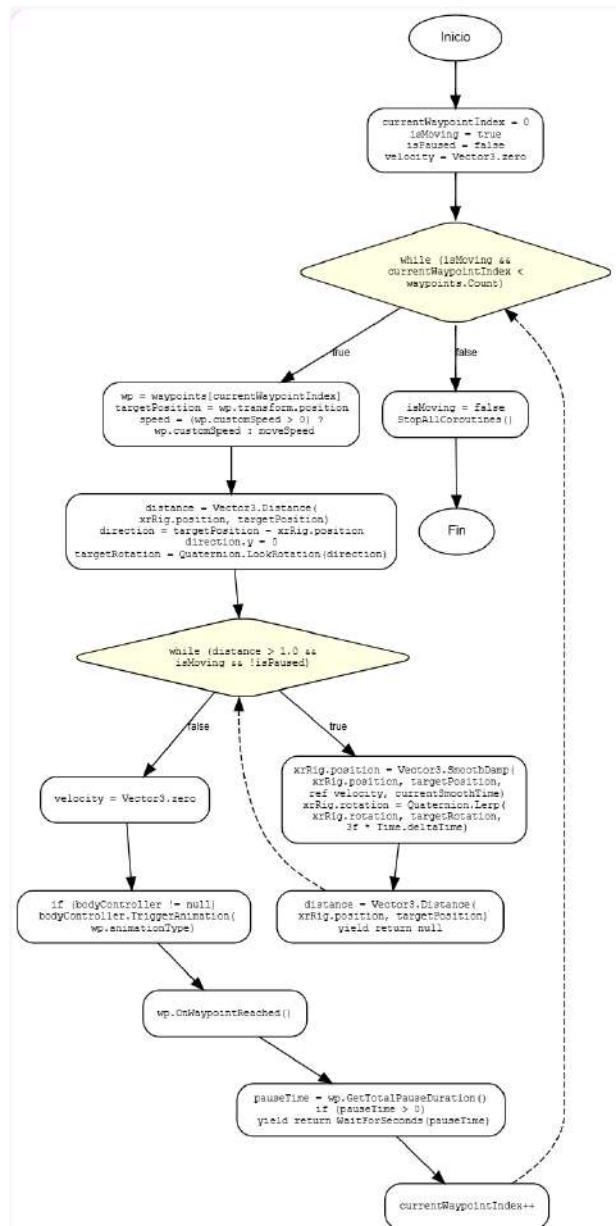 Inicio
currentWaypointIndex = 0
isMoving = true
isPaused = false
velocity = Vector3.zero
while (isMoving &&
currentWaypointIndex <
waypoints.Count)
true
false
wp = waypoints[currentWaypointIndex]
targetPosition = wp.transform.position
speed = (wp.customSpeed > 0) ?
wp.customSpeed : moveSpeed
isMoving = false
StopAllCoroutines()
distance = Vector3.Distance(
xrRig.position, targetPosition)
direction = targetPosition - xrRig.position
direction.y = 0
targetRotation = Quaternion.LookRotation(direction)
Fin
while (distance > 1.0 &&
isMoving && !isPaused)
false
true
velocity = Vector3.zero
xrRig.position = Vector3.SmoothDamp(
xrRig.position, targetPosition,
ref velocity, currentSmoothTime)
xrRig.rotation = Quaternion.Lerp(
xrRig.rotation, targetRotation,
3f * Time.deltaTime)
if (bodyController != null)
bodyController.TriggerAnimation(
wp.animationType)
distance = Vector3.Distance(
xrRig.position, targetPosition)
yield return null
wp.OnWaypointReached()
pauseTime = wp.GetTotalPauseDuration()
if (pauseTime > 0)
yield return WaitForSeconds(pauseTime)
currentWaypointIndex++